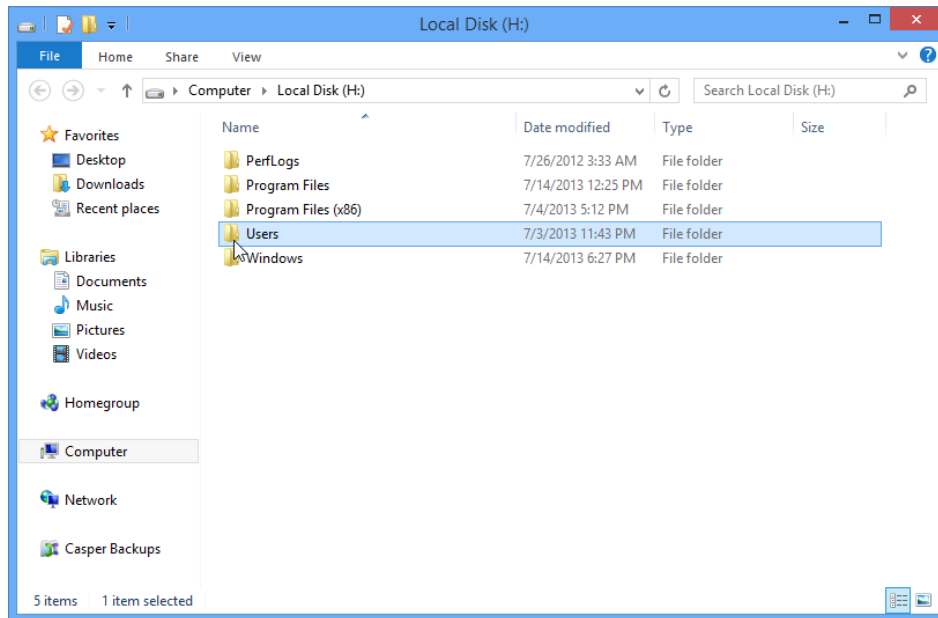 Local Disk (H:)
File Home Share View
Computer Local Disk (H:) Search Local Disk (H:)
Favorites
Desktop
Downloads
Recent places
Libraries
Documents
Music
Pictures
Videos
Homegroup
Computer
Network
Casper Backups
Name Date modified Type Size
PerfLogs 7/26/2012 3:33 AM File folder
Program Files 7/14/2013 12:25 PM File folder
Program Files (x86) 7/4/2013 5:12 PM File folder
Users 7/3/2013 11:43 PM File folder
Windows 7/14/2013 6:27 PM File folder
5 items 1 item selected